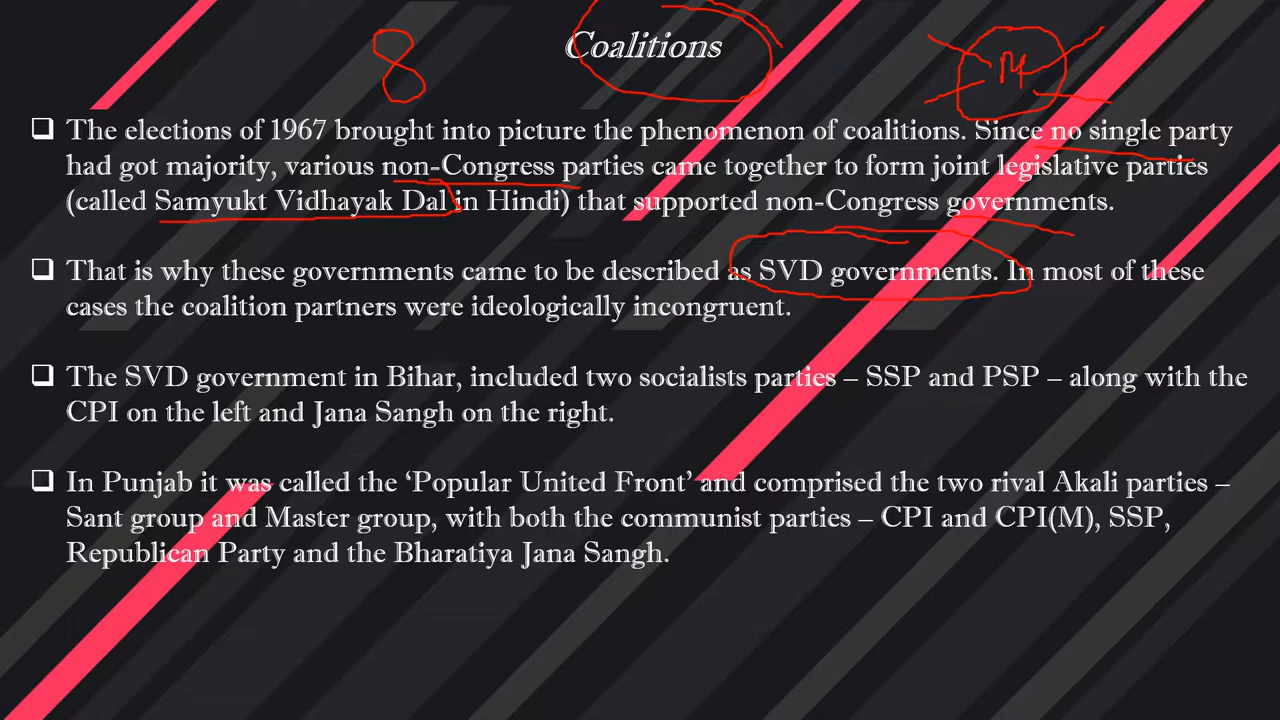 Coalitions
8
❑ The elections of 1967 brought into picture the phenomenon of coalitions. Since no single party
had got majority, various non-Congress parties came together to form joint legislative parties
(called Samyukt Vidhayak Dal in Hindi) that supported non-Congress governments.
❑ That is why these governments came to be described as SVD governments. In most of these
cases the coalition partners were ideologically incongruent.
❑ The SVD government in Bihar, included two socialists parties – SSP and PSP – along with the
CPI on the left and Jana Sangh on the right.
❑ In Punjab it was called the ‘Popular United Front’ and comprised the two rival Akali parties –
Sant group and Master group, with both the communist parties – CPI and CPI(M), SSP,
Republican Party and the Bharatiya Jana Sangh.